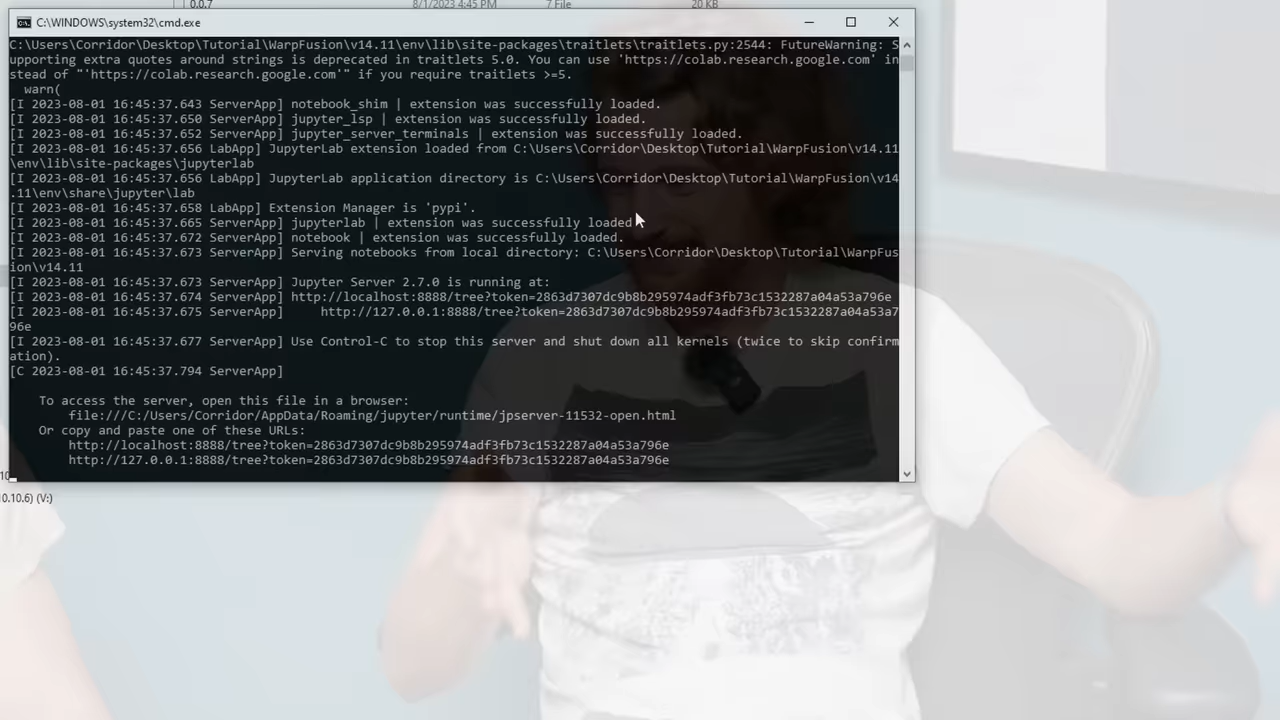 0.0.7 8/1/2023 4:45 PM 7 File 20 KB
C:\WINDOWS\system32\cmd.exe
C:\Users\Corridor\Desktop\Tutorial\WarpFusion\v14.11\env\lib\site-packages\traitlets\traitlets.py:2544: FutureWarning: S
upporting extra quotes around strings is deprecated in traitlets 5.0. You can use 'https://colab.research.google.com' in
stead of "'https://colab.research.google.com'" if you require traitlets >=5.
warn(
[I 2023-08-01 16:45:37.643 ServerApp] notebook_shim | extension was successfully loaded.
[I 2023-08-01 16:45:37.650 ServerApp] jupyter_lsp | extension was successfully loaded.
[I 2023-08-01 16:45:37.652 ServerApp] jupyter_server_terminals | extension was successfully loaded.
[I 2023-08-01 16:45:37.656 LabApp] JupyterLab extension loaded from C:\Users\Corridor\Desktop\Tutorial\WarpFusion\v14.11
\env\lib\site-packages\jupyterlab
[I 2023-08-01 16:45:37.656 LabApp] JupyterLab application directory is C:\Users\Corridor\Desktop\Tutorial\WarpFusion\v14
.11\env\share\jupyter\lab
[I 2023-08-01 16:45:37.658 LabApp] Extension Manager is 'pypi'.
[I 2023-08-01 16:45:37.665 ServerApp] jupyterlab | extension was successfully loaded
[I 2023-08-01 16:45:37.672 ServerApp] notebook | extension was successfully loaded.
[I 2023-08-01 16:45:37.673 ServerApp] Serving notebooks from local directory: C:\Users\Corridor\Desktop\Tutorial\WarpFus
ion\v14.11
[I 2023-08-01 16:45:37.673 ServerApp] Jupyter Server 2.7.0 is running at:
[I 2023-08-01 16:45:37.674 ServerApp] http://localhost:8888/tree?token=2863d7307dc9b8b295974adf3fb73c1532287a04a53a796e
[I 2023-08-01 16:45:37.675 ServerApp]     http://127.0.0.1:8888/tree?token=2863d7307dc9b8b295974adf3fb73c1532287a04a53a7
96e
[I 2023-08-01 16:45:37.677 ServerApp] Use Control-C to stop this server and shut down all kernels (twice to skip confirm
ation).
[C 2023-08-01 16:45:37.794 ServerApp]
To access the server, open this file in a browser:
file:///C:/Users/Corridor/AppData/Roaming/jupyter/runtime/jpserver-11532-open.html
Or copy and paste one of these URLs:
http://localhost:8888/tree?token=2863d7307dc9b8b295974adf3fb73c1532287a04a53a796e
http://127.0.0.1:8888/tree?token=2863d7307dc9b8b295974adf3fb73c1532287a04a53a796e
10
0.10.6) (V:)